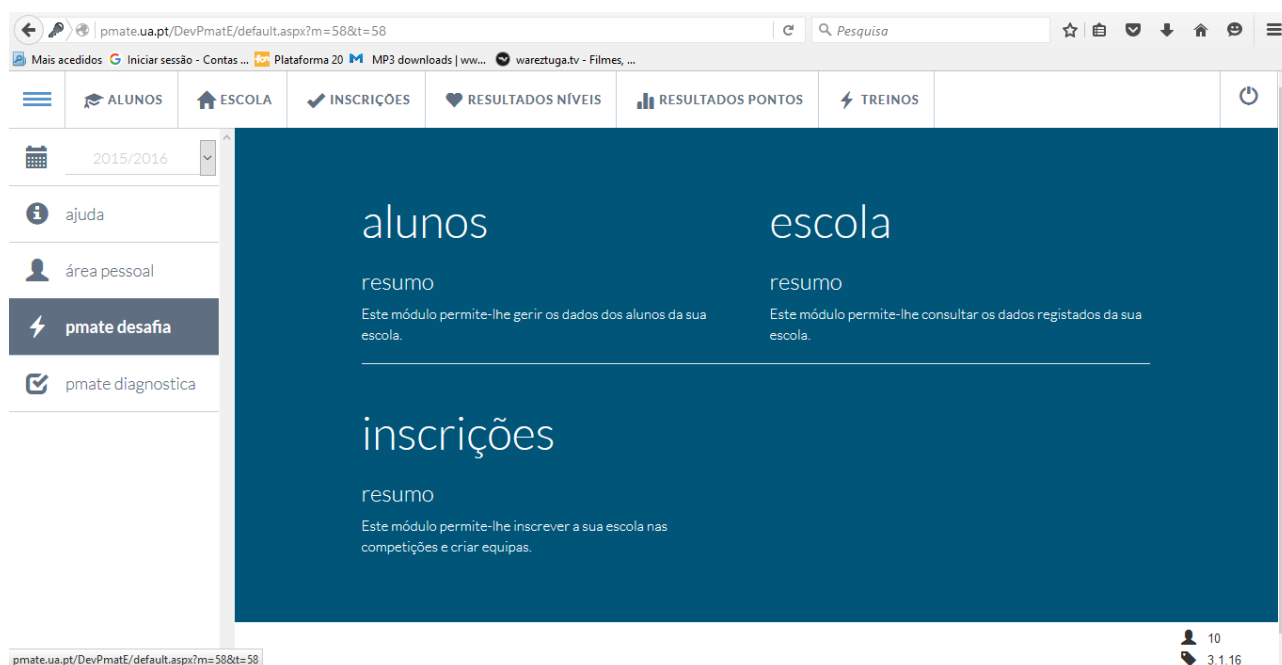 pmate.ua.pt/DevPmatE/default.aspx?m=58&t=58
Pesquisa
Mais acedidos
Iniciar sessão - Contas ...
Plataforma 20
MP3 downloads | ww...
wareztuga.tv - Filmes, ...
ALUNOS
ESCOLA
INSCRIÇÕES
RESULTADOS NÍVEIS
RESULTADOS PONTOS
TREINOS
2015/2016
ajuda
área pessoal
pmate desafia
pmate diagnostica
alunos
resumo
Este módulo permite-lhe gerir os dados dos alunos da sua
escola.
escola
resumo
Este módulo permite-lhe consultar os dados registados da sua
escola.
inscrições
resumo
Este módulo permite-lhe inscrever a sua escola nas
competições e criar equipas.
10
3.1.16
pmate.ua.pt/DevPmatE/default.aspx?m=58&t=58